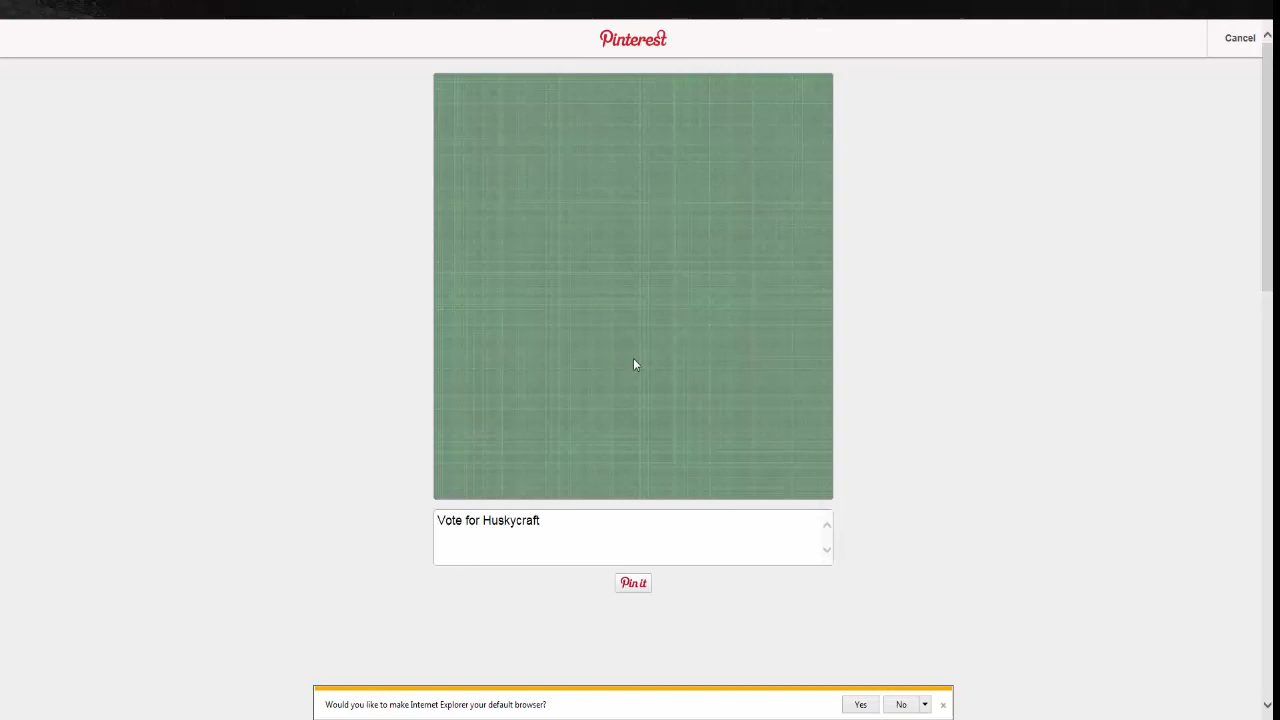 Pinterest
Cancel
Vote for Huskycraft
Pin it
Would you like to make Internet Explorer your default browser?
Yes
No